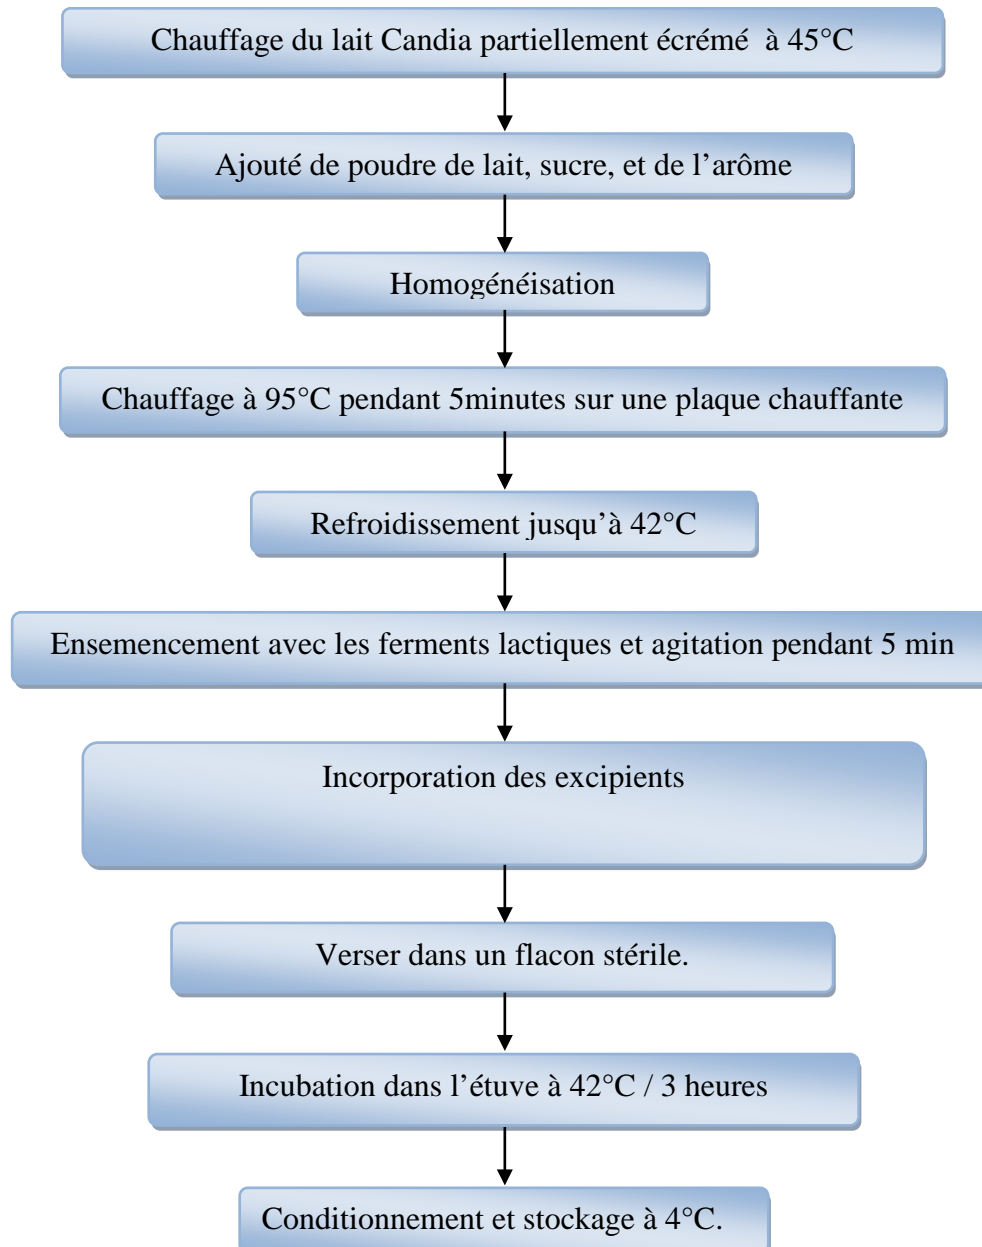 Chauffage du lait Candia partiellement écrémé à 45°C
Ajouté de poudre de lait, sucre, et de l’arôme
Homogénéisation
Chauffage à 95°C pendant 5minutes sur une plaque chauffante
Refroidissement jusqu’à 42°C
Ensemencement avec les ferments lactiques et agitation pendant 5 min
Incorporation des excipients
Verser dans un flacon stérile.
Incubation dans l’étuve à 42°C / 3 heures
Conditionnement et stockage à 4°C.